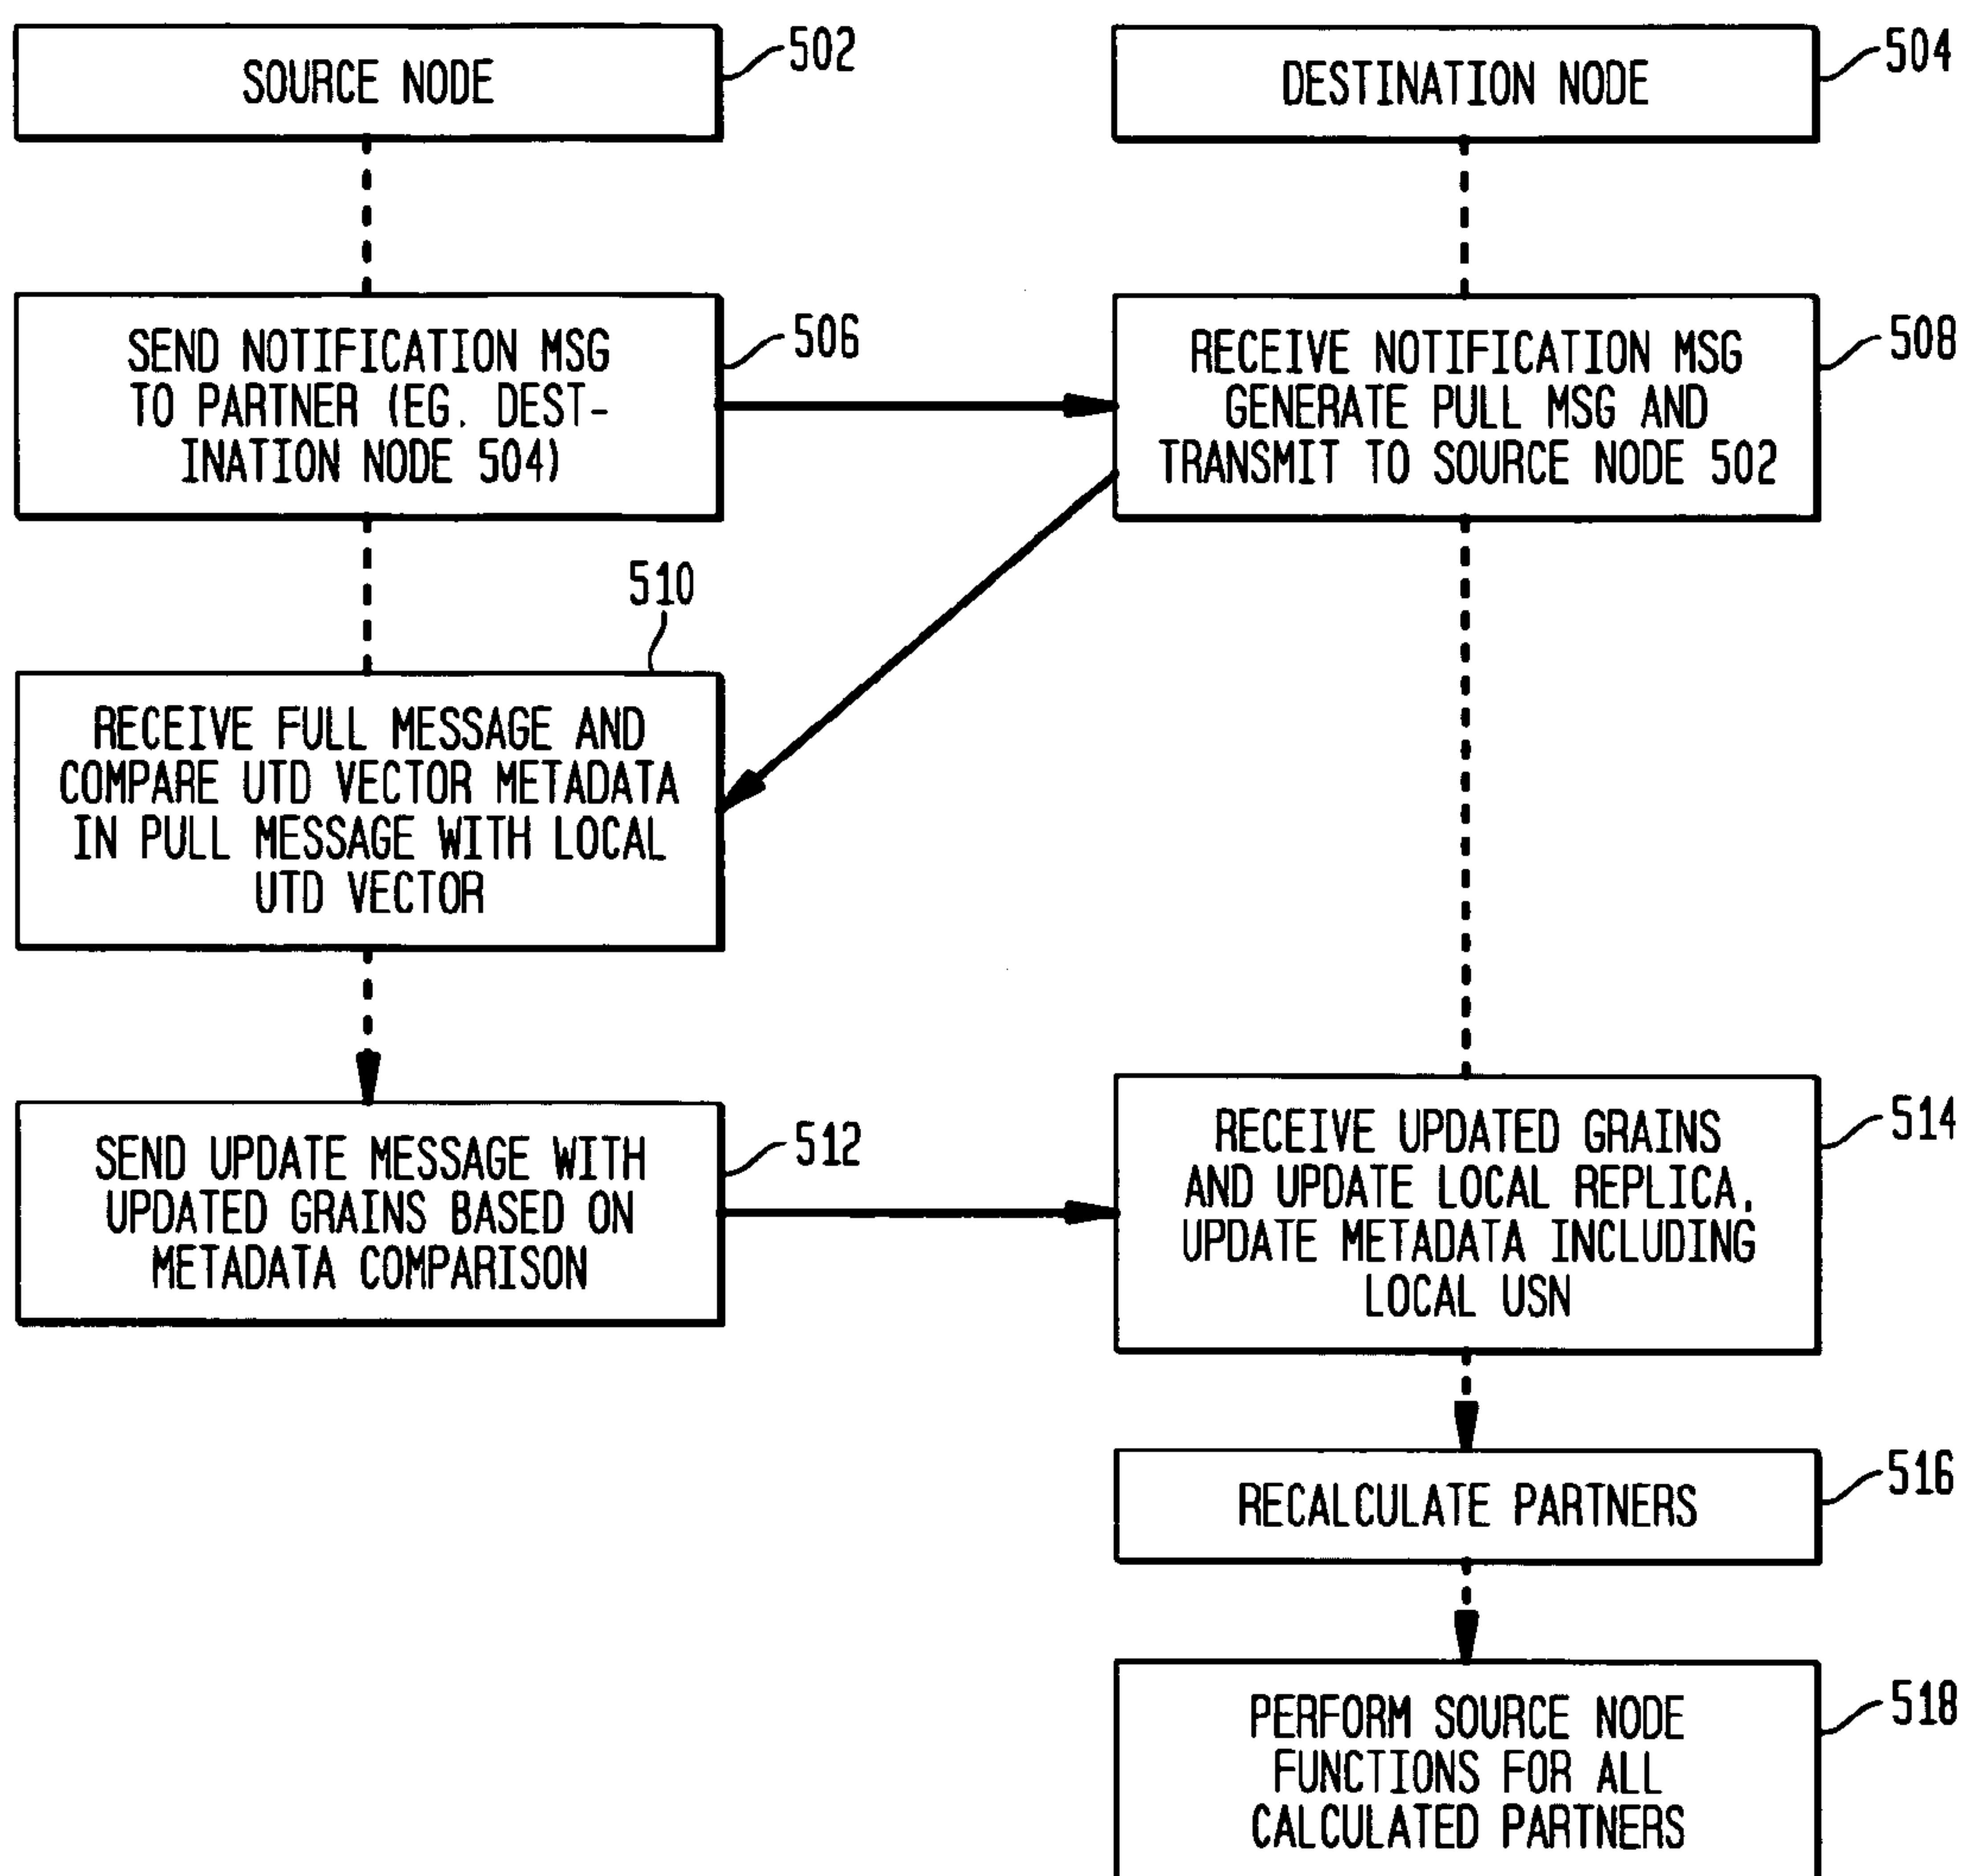 SOURCE NODE
502
DESTINATION NODE
504
SEND NOTIFICATION MSG
TO PARTNER (EG. DEST-
INATION NODE 504)
506
RECEIVE NOTIFICATION MSG
GENERATE PULL MSG AND
TRANSMIT TO SOURCE NODE 502
508
510
RECEIVE FULL MESSAGE AND
COMPARE UTD VECTOR METADATA
IN PULL MESSAGE WITH LOCAL
UTD VECTOR
SEND UPDATE MESSAGE WITH
UPDATED GRAINS BASED ON
METADATA COMPARISON
512
RECEIVE UPDATED GRAINS
AND UPDATE LOCAL REPLICA,
UPDATE METADATA INCLUDING
LOCAL USN
514
RECALCULATE PARTNERS
516
PERFORM SOURCE NODE
FUNCTIONS FOR ALL
CALCULATED PARTNERS
518